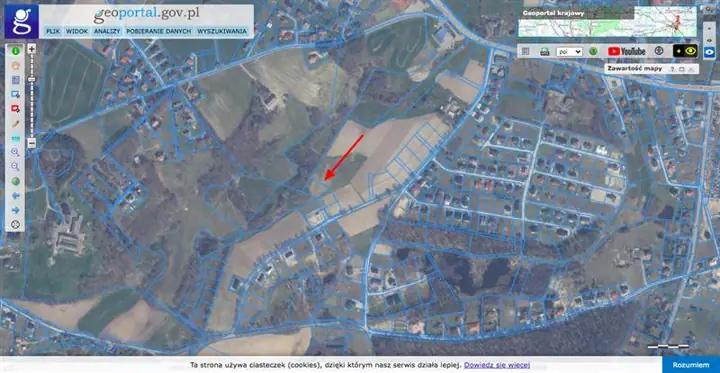 geoportal.gov.pl
PLIK WIDOK ANALIZY POBIERANIE DANYCH WYSZUKIWANIA
Geoportal krajowy
pol
YouTube
Zawartość mapy
Ta strona używa ciasteczek (cookies), dzięki którym nasz serwis działa lepiej. Dowiedz się więcej
Rozumiem